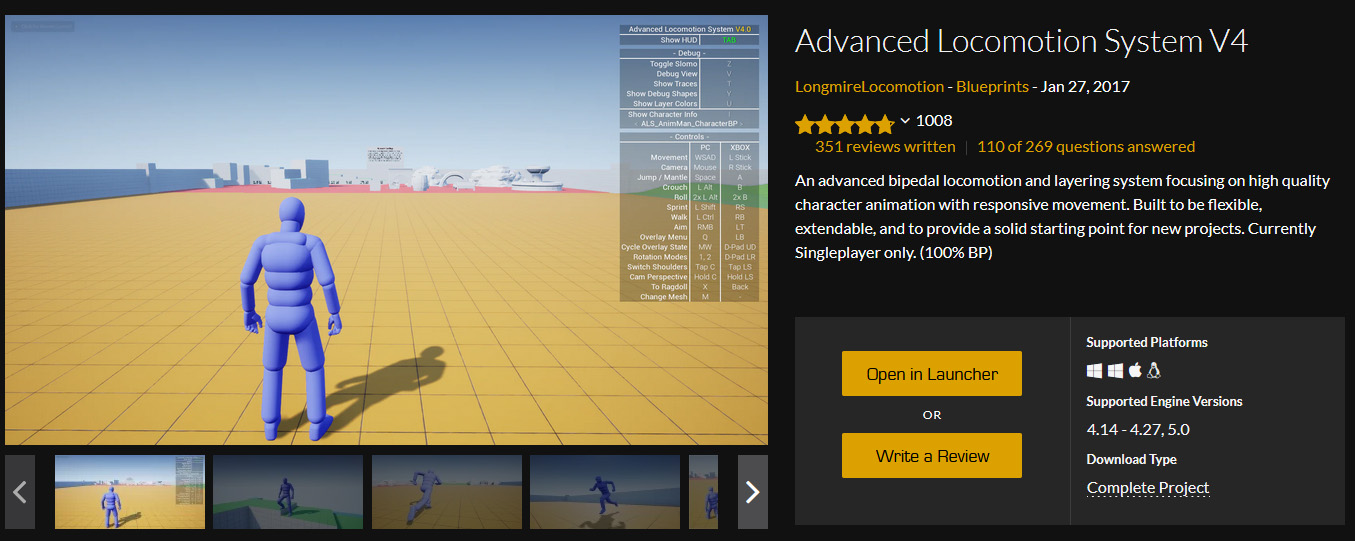 Advanced Locomotion System V4.0
Show HUD TAB
- Debug -
Toggle Slomo Z
Debug View V
Show Traces T
Show Debug Shapes Y
Show Layer Colors U
Show Character Info
- ALS_AnimMan_CharacterBP -
- Controls -
PC XBOX
Movement WSAD L Stick
Camera Mouse R Stick
Jump / Mantle Space A
Crouch L Alt B
Roll 2x L Alt 2x B
Sprint L Shift RS
Walk L Ctrl RB
Aim RMB LT
Overlay Menu Q LB
Cycle Overlay State MW D-Pad UD
Rotation Modes 1, 2 D-Pad LR
Switch Shoulders Tap C Tap LS
Cam Perspective Hold C Hold LS
To Ragdoll X Back
Change Mesh M -
Advanced Locomotion System V4
LongmireLocomotion - Blueprints - Jan 27, 2017
1008
351 reviews written | 110 of 269 questions answered
An advanced bipedal locomotion and layering system focusing on high quality
character animation with responsive movement. Built to be flexible,
extendable, and to provide a solid starting point for new projects. Currently
Singleplayer only. (100% BP)
Open in Launcher
OR
Write a Review
Supported Platforms
Supported Engine Versions
4.14 - 4.27, 5.0
Download Type
Complete Project